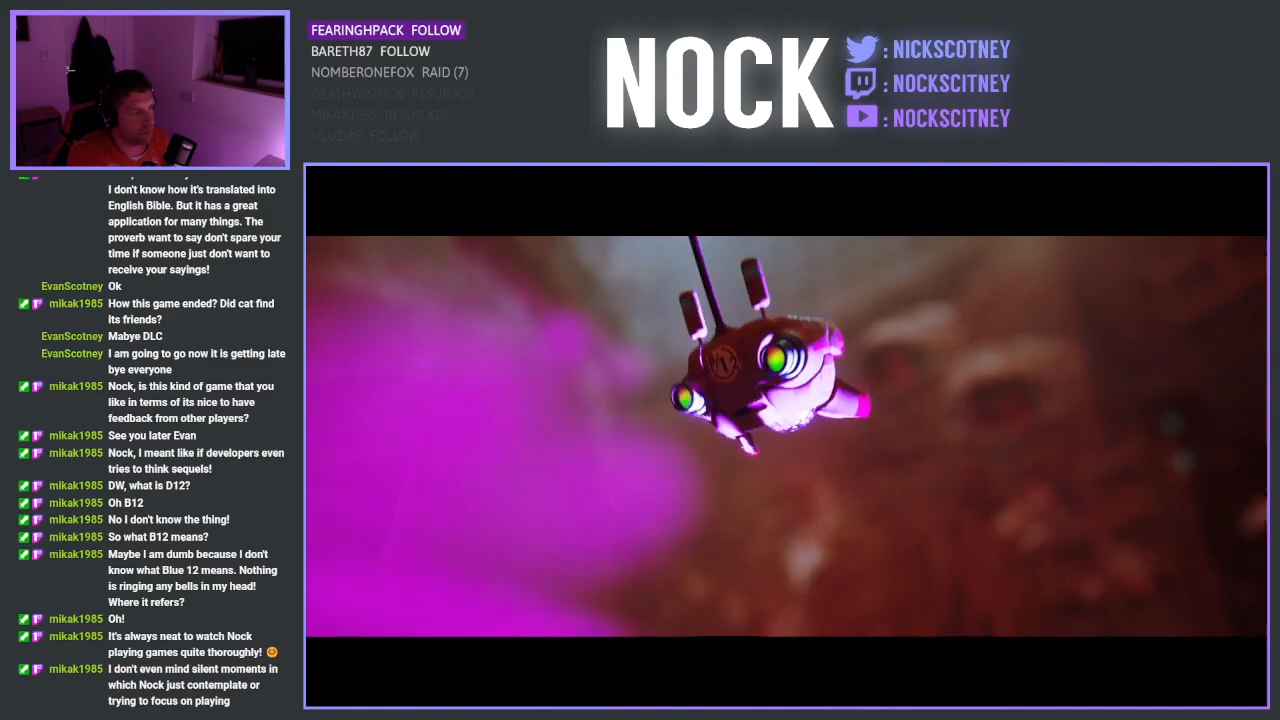 FEARINGHPACK FOLLOW
BARETH87 FOLLOW
NOMBERONEFOX RAID (7)
DEATHWISH808 RESUB X27
MIKAK1985 RESUB X19
FOLLOW
NOCK
: NICKSCOTNEY
: NOCKSCITNEY
: NOCKSCITNEY
I don't know how it's translated into
English Bible. But it has a great
application for many things. The
proverb want to say don't spare your
time if someone just don't want to
receive your sayings!
EvanScotney Ok
mikak1985 How this game ended? Did cat find
its friends?
EvanScotney Mabye DLC
EvanScotney I am going to go now it is getting late
bye everyone
mikak1985 Nock, is this kind of game that you
like in terms of its nice to have
feedback from other players?
mikak1985 See you later Evan
mikak1985 Nock, I meant like if developers even
tries to think sequels!
mikak1985 DW, what is D12?
mikak1985 Oh B12
mikak1985 No I don't know the thing!
mikak1985 So what B12 means?
mikak1985 Maybe I am dumb because I don't
know what Blue 12 means. Nothing
is ringing any bells in my head!
Where it refers?
mikak1985 Oh!
mikak1985 It's always neat to watch Nock
playing games quite thoroughly! 😊
mikak1985 I don't even mind silent moments in
which Nock just contemplate or
trying to focus on playing